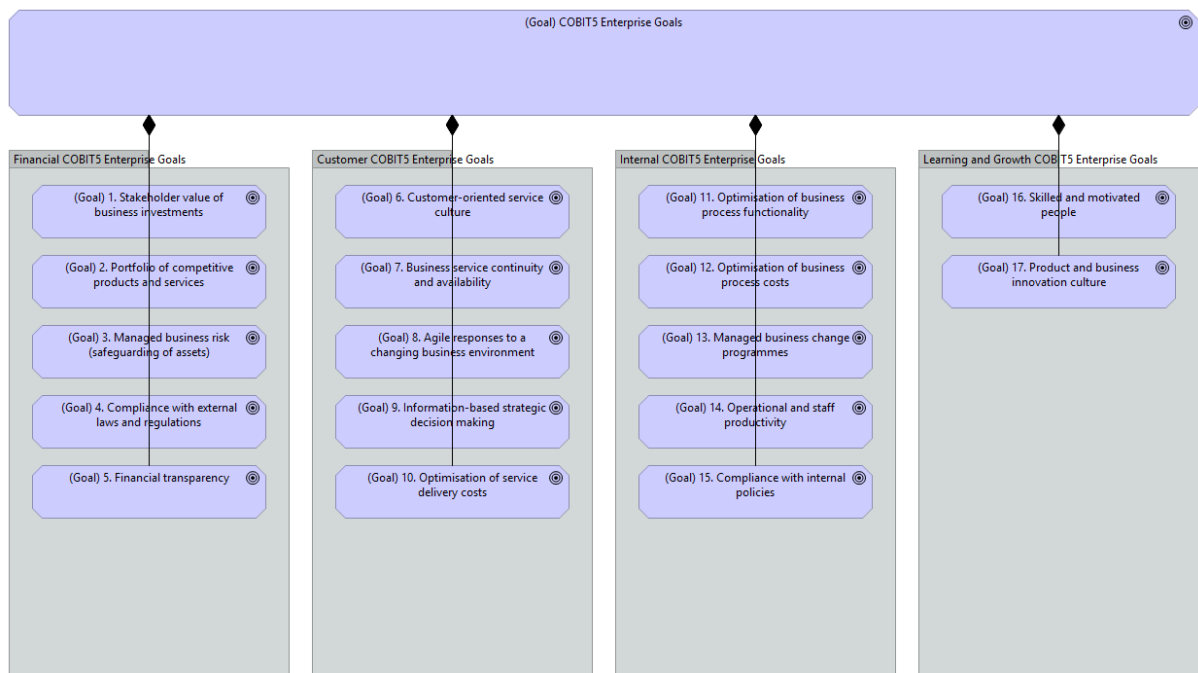 (Goal) COBIT5 Enterprise Goals
Financial COBIT5 Enterprise Goals
(Goal) 1. Stakeholder value of
business investments
(Goal) 2. Portfolio of competitive
products and services
(Goal) 3. Managed business risk
(safeguarding of assets)
(Goal) 4. Compliance with external
laws and regulations
(Goal) 5. Financial transparency
Customer COBIT5 Enterprise Goals
(Goal) 6. Customer-oriented service
culture
(Goal) 7. Business service continuity
and availability
(Goal) 8. Agile responses to a
changing business environment
(Goal) 9. Information-based strategic
decision making
(Goal) 10. Optimisation of service
delivery costs
Internal COBIT5 Enterprise Goals
(Goal) 11. Optimisation of business
process functionality
(Goal) 12. Optimisation of business
process costs
(Goal) 13. Managed business change
programmes
(Goal) 14. Operational and staff
productivity
(Goal) 15. Compliance with internal
policies
Learning and Growth COBIT5 Enterprise Goals
(Goal) 16. Skilled and motivated
people
(Goal) 17. Product and business
innovation culture